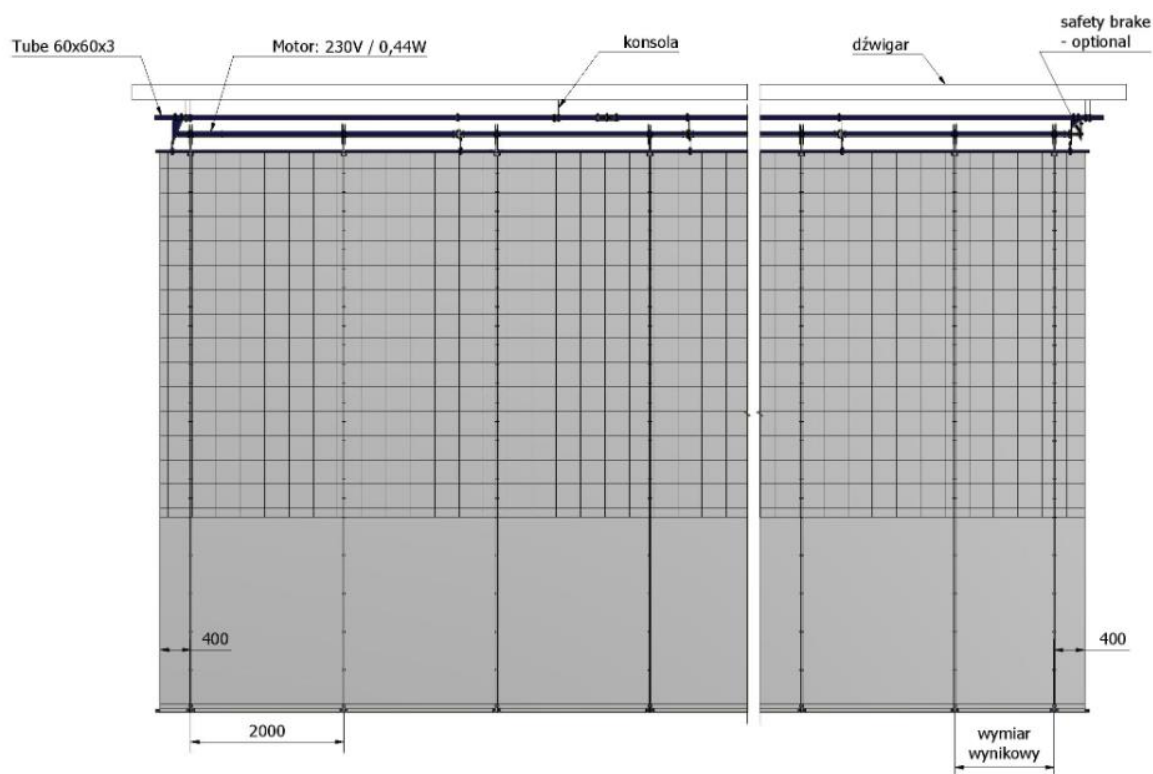 Tube 60x60x3
Motor: 230V / 0,44W
konsola
dźwigar
safety brake
- optional
400
400
2000
wymiar
wynikowy